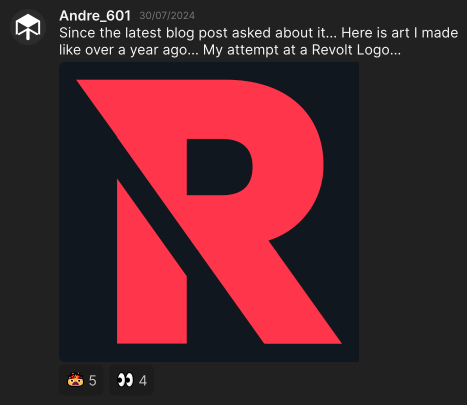 Andre_601 30/07/2024
Since the latest blog post asked about it... Here is art I made
like over a year ago... My attempt at a Revolt Logo...
R
5 4